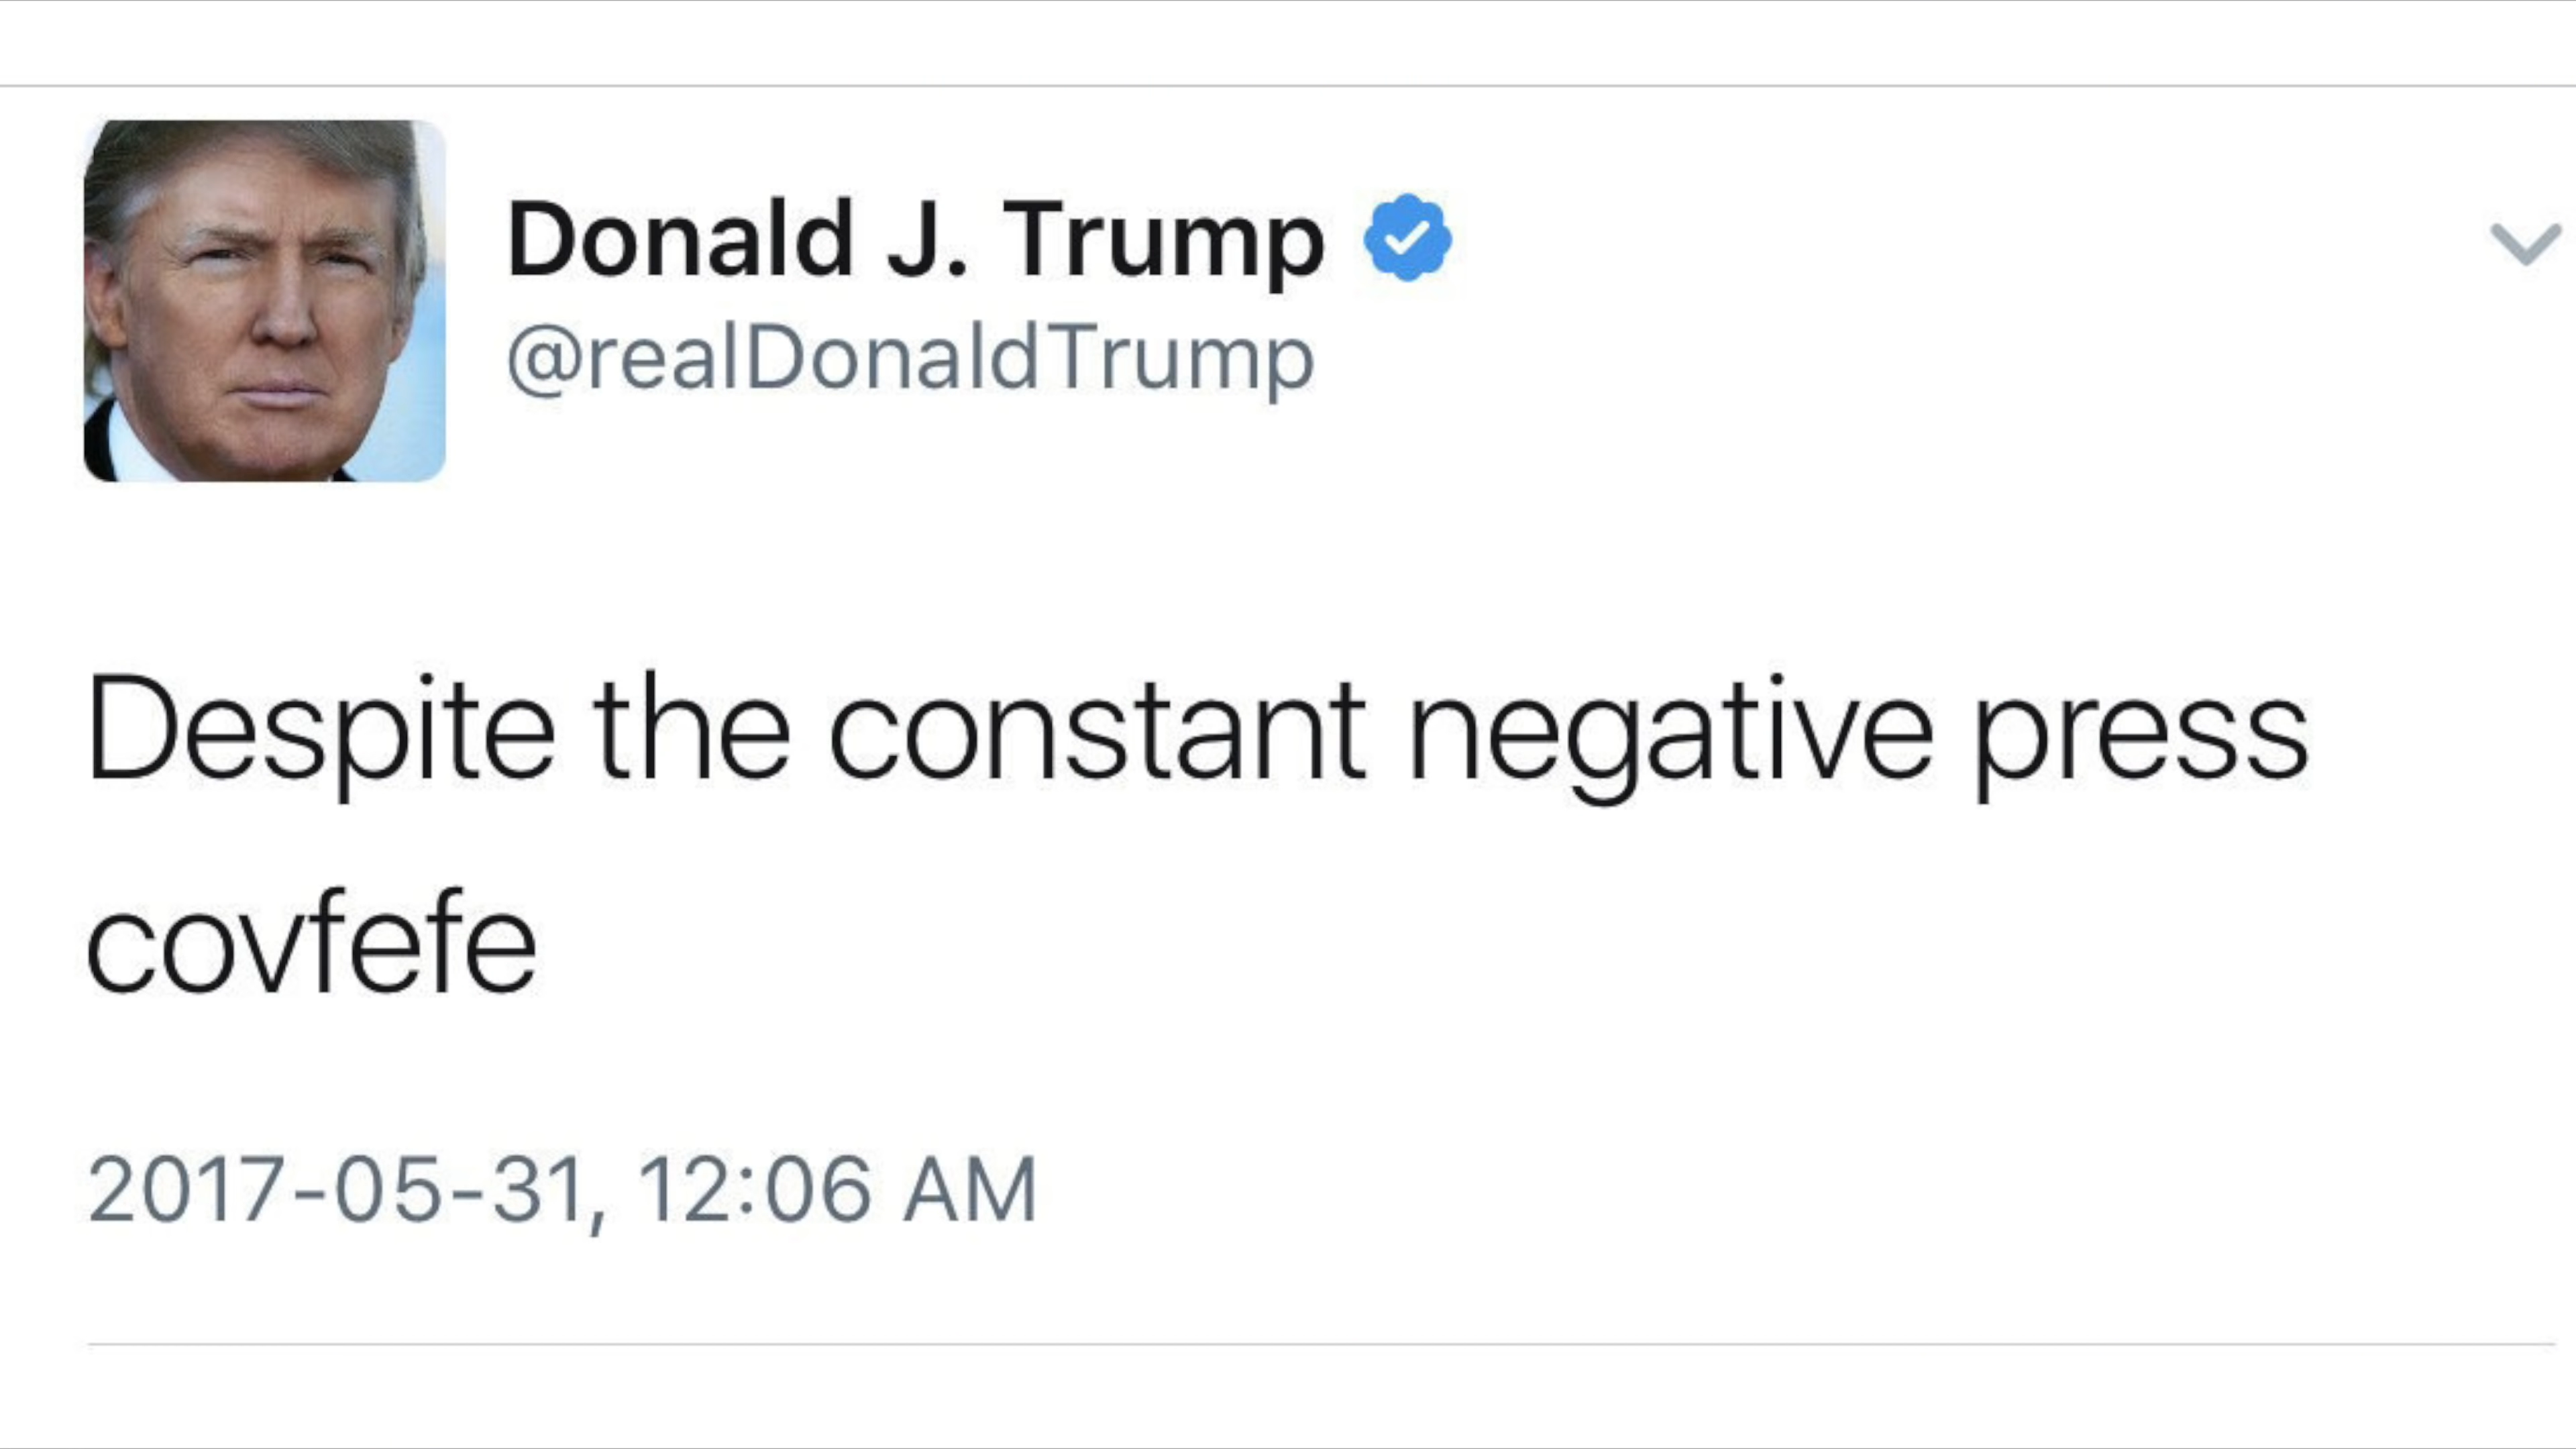 Donald J. Trump
@realDonaldTrump
Despite the constant negative press
covfefe
2017-05-31, 12:06 AM